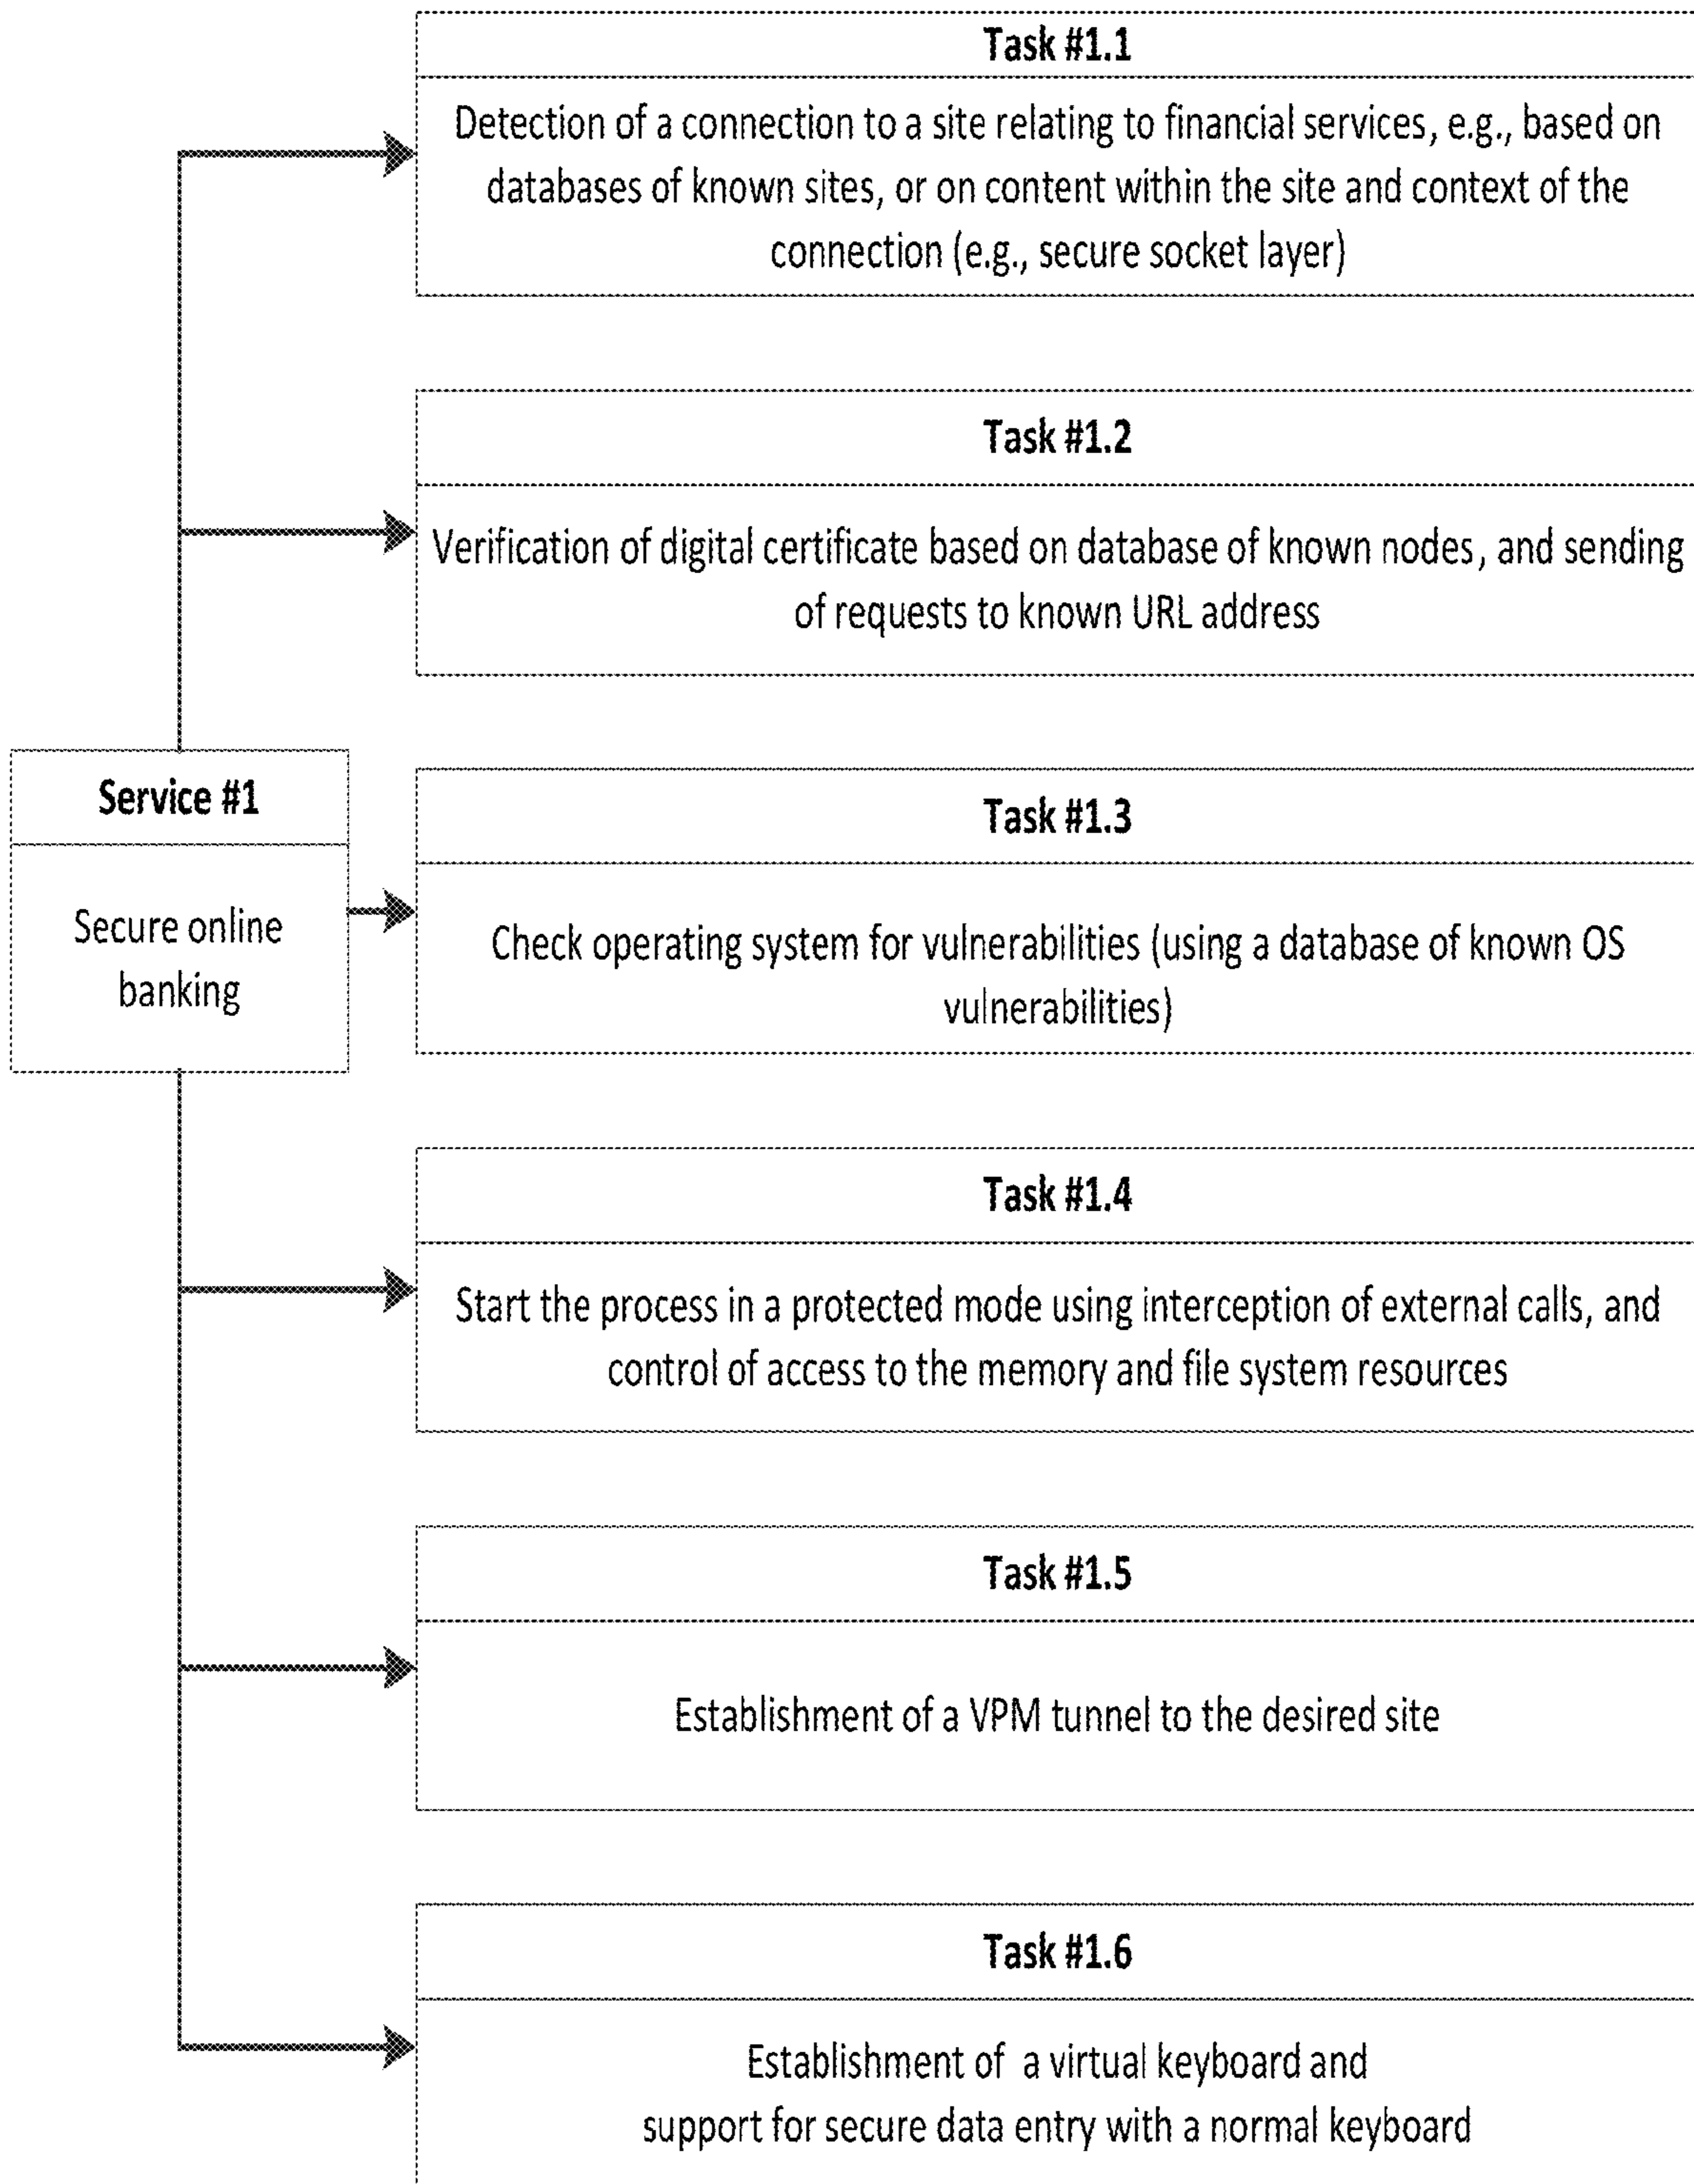 Task #1.1
Detection of a connection to a site relating to financial services, e.g., based on
databases of known sites, or on content within the site and context of the
connection (e.g., secure socket layer)
Task #1.2
Verification of digital certificate based on database of known nodes, and sending
of requests to known URL address
Service #1
Secure online
banking
Task #1.3
Check operating system for vulnerabilities (using a database of known OS
vulnerabilities)
Task #1.4
Start the process in a protected mode using interception of external calls, and
control of access to the memory and file system resources
Task #1.5
Establishment of a VPM tunnel to the desired site
Task #1.6
Establishment of a virtual keyboard and
support for secure data entry with a normal keyboard